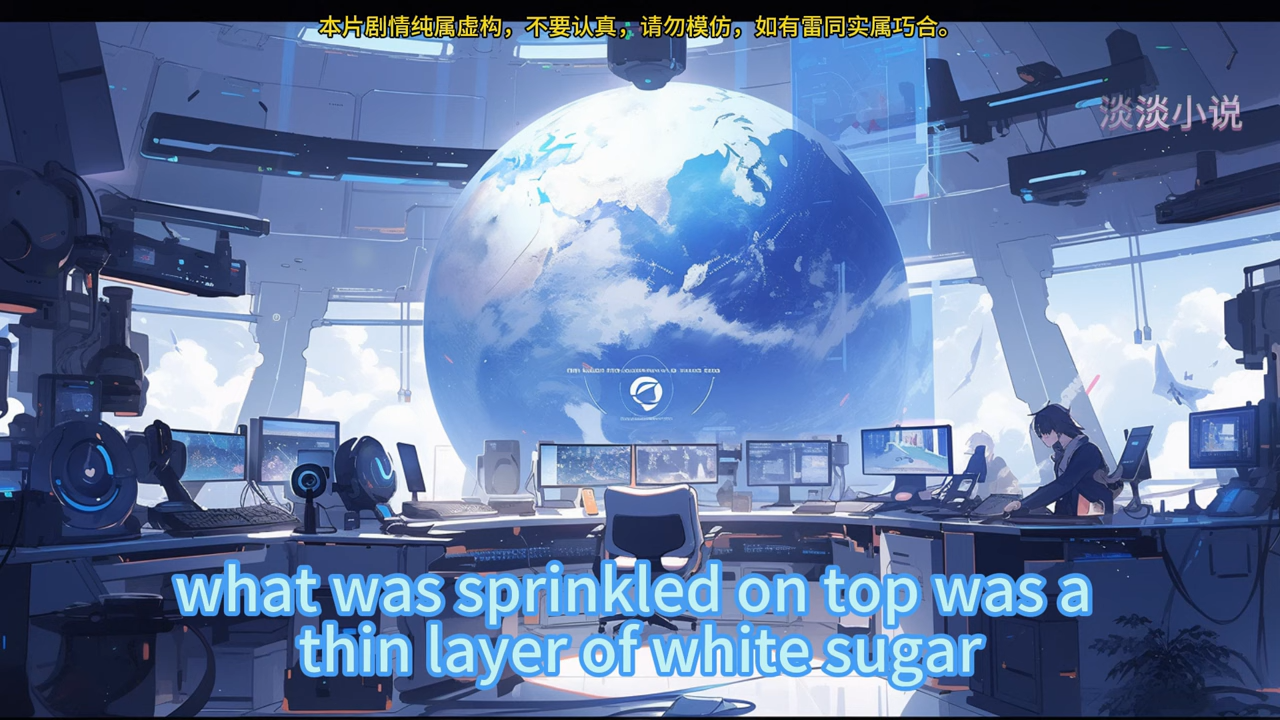 本片剧情纯属虚构，不要认真，请勿模仿，如有雷同实属巧合。
淡淡小说
what was sprinkled on top was a
thin layer of white sugar